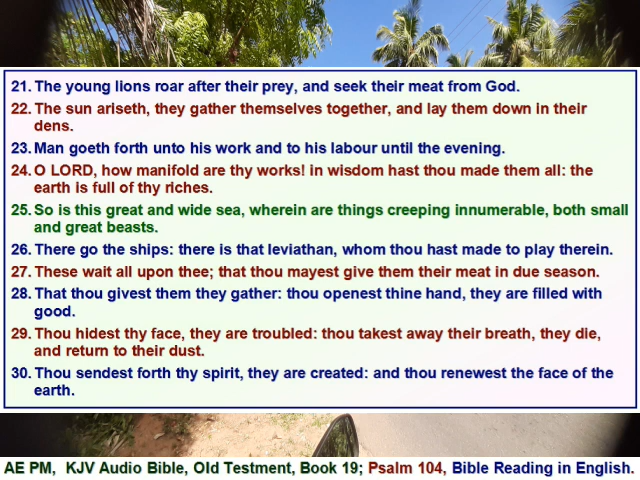 21. The young lions roar after their prey, and seek their meat from God.
22. The sun ariseth, they gather themselves together, and lay them down in their
dens.
23. Man goeth forth unto his work and to his labour until the evening.
24. O LORD, how manifold are thy works! in wisdom hast thou made them all: the
earth is full of thy riches.
25. So is this great and wide sea, wherein are things creeping innumerable, both small
and great beasts.
26. There go the ships: there is that leviathan, whom thou hast made to play therein.
27. These wait all upon thee; that thou mayest give them their meat in due season.
28. That thou givest them they gather: thou openest thine hand, they are filled with
good.
29. Thou hidest thy face, they are troubled: thou takest away their breath, they die,
and return to their dust.
30. Thou sendest forth thy spirit, they are created: and thou renewest the face of the
earth.
AE PM, KJV Audio Bible, Old Testment, Book 19; Psalm 104, Bible Reading in English.